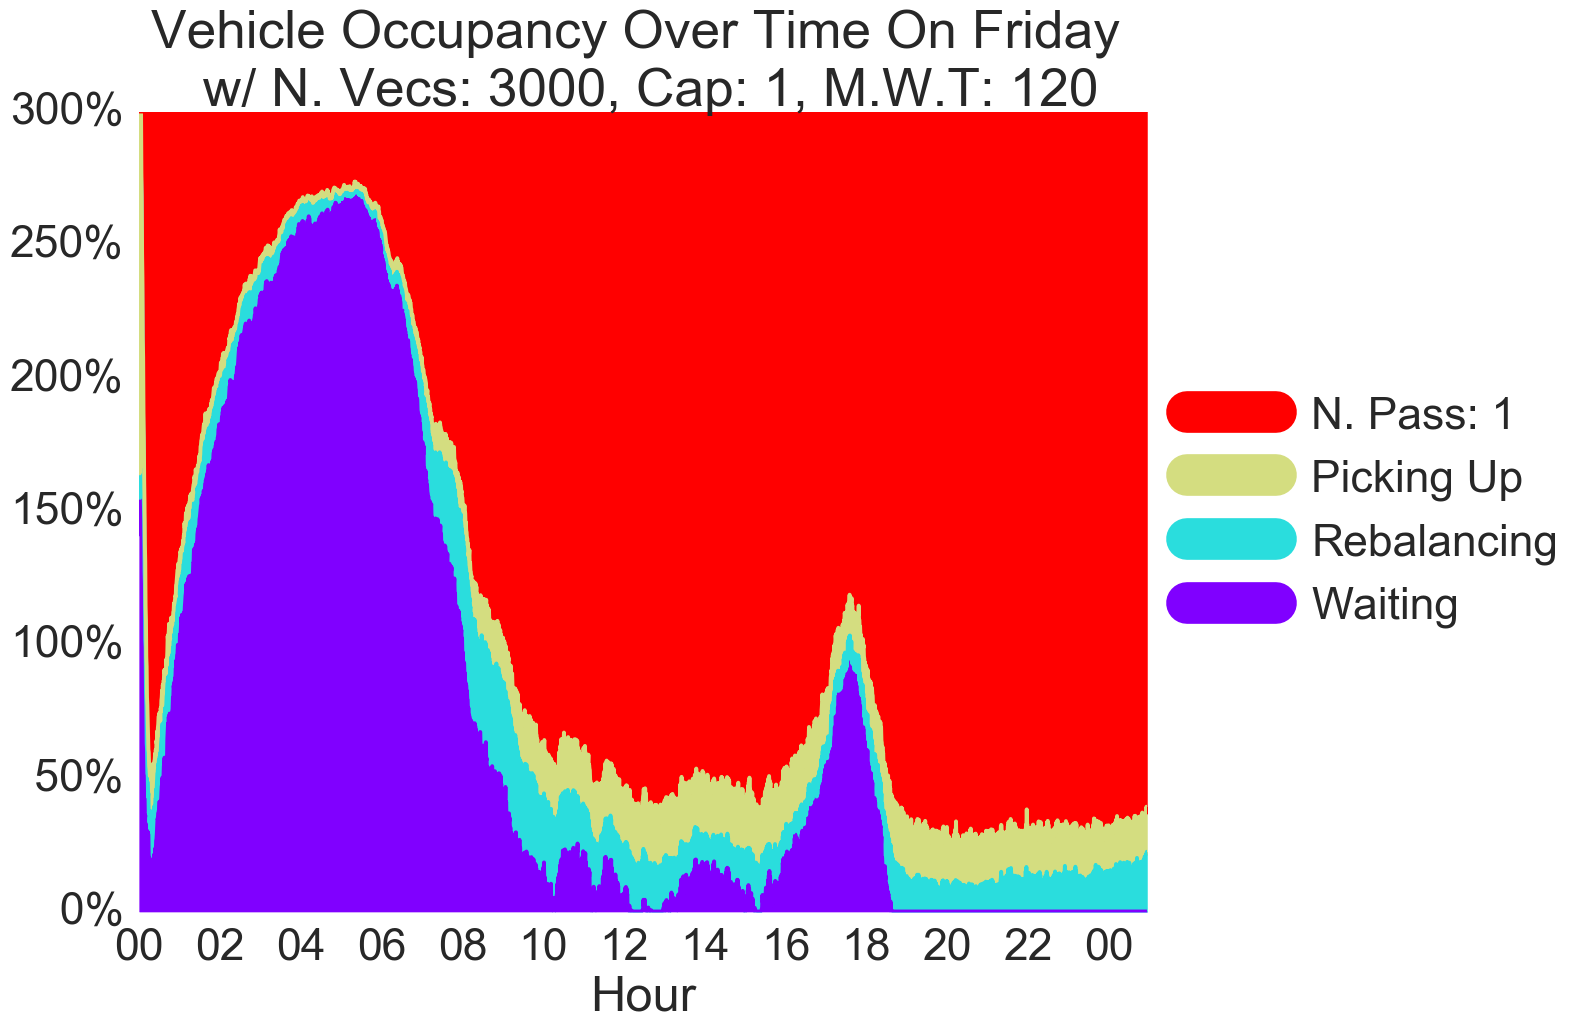 Vehicle Occupancy Over Time On Friday
w/ N. Vecs: 3000, Cap: 1, M.W.T: 120
300%
250%
200%
150%
100%
50%
0%
00 02 04 06 08 10 12 14 16 18 20 22 00
Hour
N. Pass: 1
Picking Up
Rebalancing
Waiting